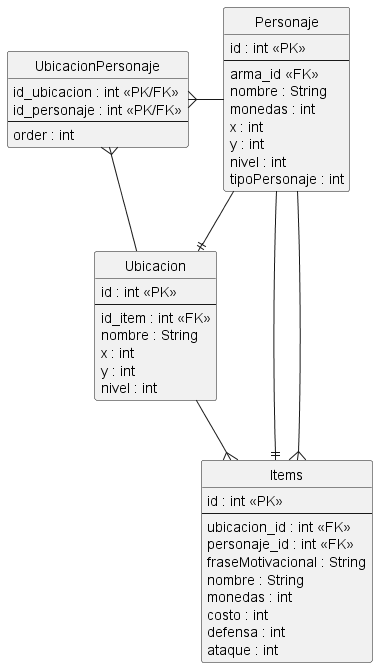 Personaje
id : int «PK»
arma_id «FK»
nombre : String
monedas : int
x : int
y : int
nivel : int
tipoPersonaje : int
UbicacionPersonaje
id_ubicacion : int «PK/FK»
id_personaje : int «PK/FK»
order : int
Ubicacion
id : int «PK»
id_item : int «FK»
nombre : String
x : int
y : int
nivel : int
Items
id : int «PK»
ubicacion_id : int «FK»
personaje_id : int «FK»
fraseMotivacional : String
nombre : String
monedas : int
costo : int
defensa : int
ataque : int